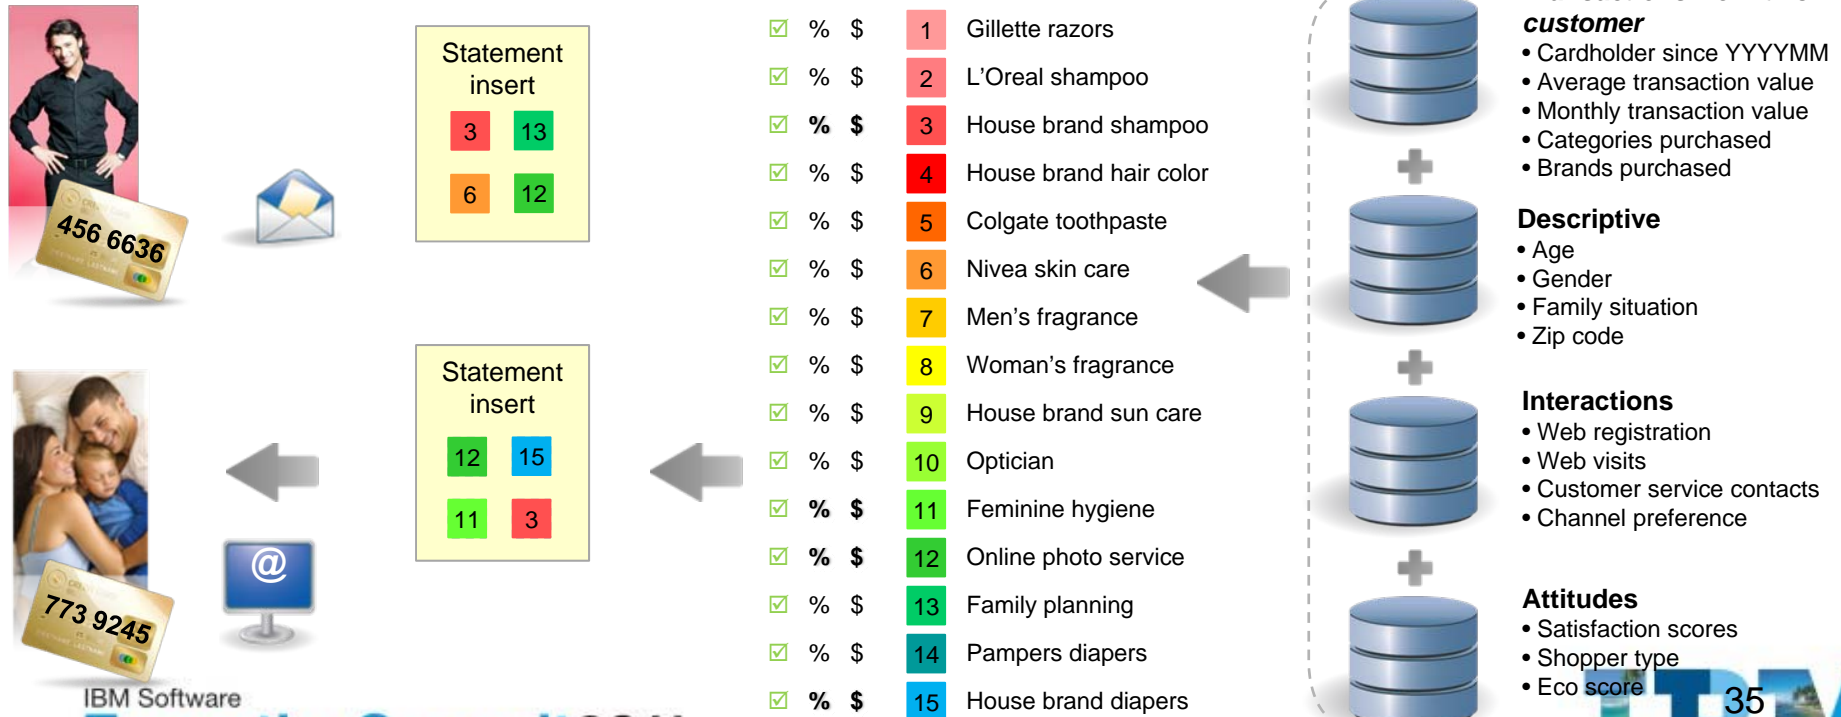 Statement
insert
3 13
6 12
456 6636
Statement
insert
12 15
11 3
@
773 9245
% $ 1 Gillette razors
% $ 2 L'Oreal shampoo
% $ 3 House brand shampoo
% $ 4 House brand hair color
% $ 5 Colgate toothpaste
% $ 6 Nivea skin care
% $ 7 Men's fragrance
% $ 8 Woman's fragrance
% $ 9 House brand sun care
% $ 10 Optician
% $ 11 Feminine hygiene
% $ 12 Online photo service
% $ 13 Family planning
% $ 14 Pampers diapers
% $ 15 House brand diapers
customer
• Cardholder since YYYYMM
• Average transaction value
• Monthly transaction value
• Categories purchased
• Brands purchased
Descriptive
• Age
• Gender
• Family situation
• Zip code
Interactions
• Web registration
• Web visits
• Customer service contacts
• Channel preference
Attitudes
• Satisfaction scores
• Shopper type
• Eco score
IBM Software
35